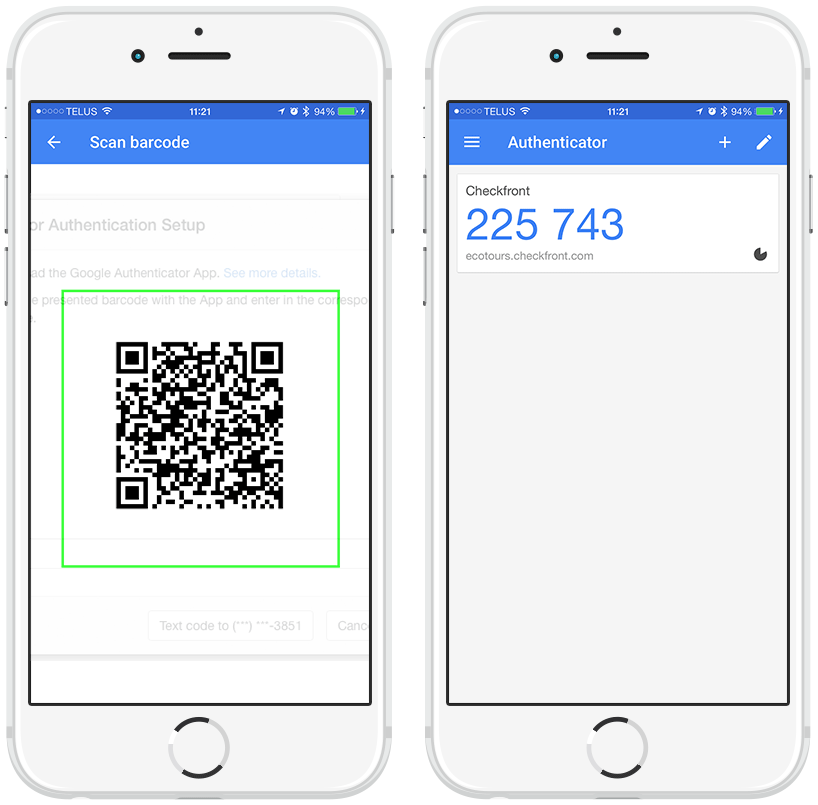 TELUS 11:21 94%
Scan barcode
or Authentication Setup
ad the Google Authenticator App. See more details.
e presented barcode with the App and enter in the correspo
e.
Text code to (***) ***-3851 Canc
TELUS 11:21 94%
Authenticator
Checkfront
225 743
ecotours.checkfront.com